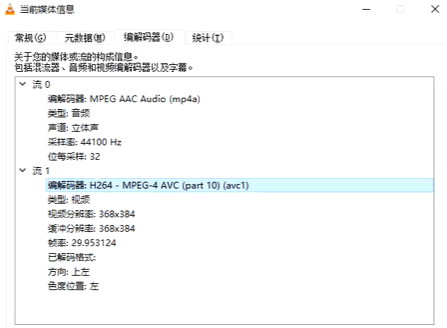 当前媒体信息
常规(G) 元数据(M) 编解码器(D) 统计(T)
关于您的媒体或流的构成信息。
包括混流器、音频和视频编解码器以及字幕。
流 0
编解码器: MPEG AAC Audio (mp4a)
类型: 音频
声道: 立体声
采样率: 44100 Hz
位每采样: 32
流 1
编解码器: H264 - MPEG-4 AVC (part 10) (avc1)
类型: 视频
视频分辨率: 368x384
缓冲分辨率: 368x384
帧率: 29.953124
已解码格式:
方向: 上左
色度位置: 左